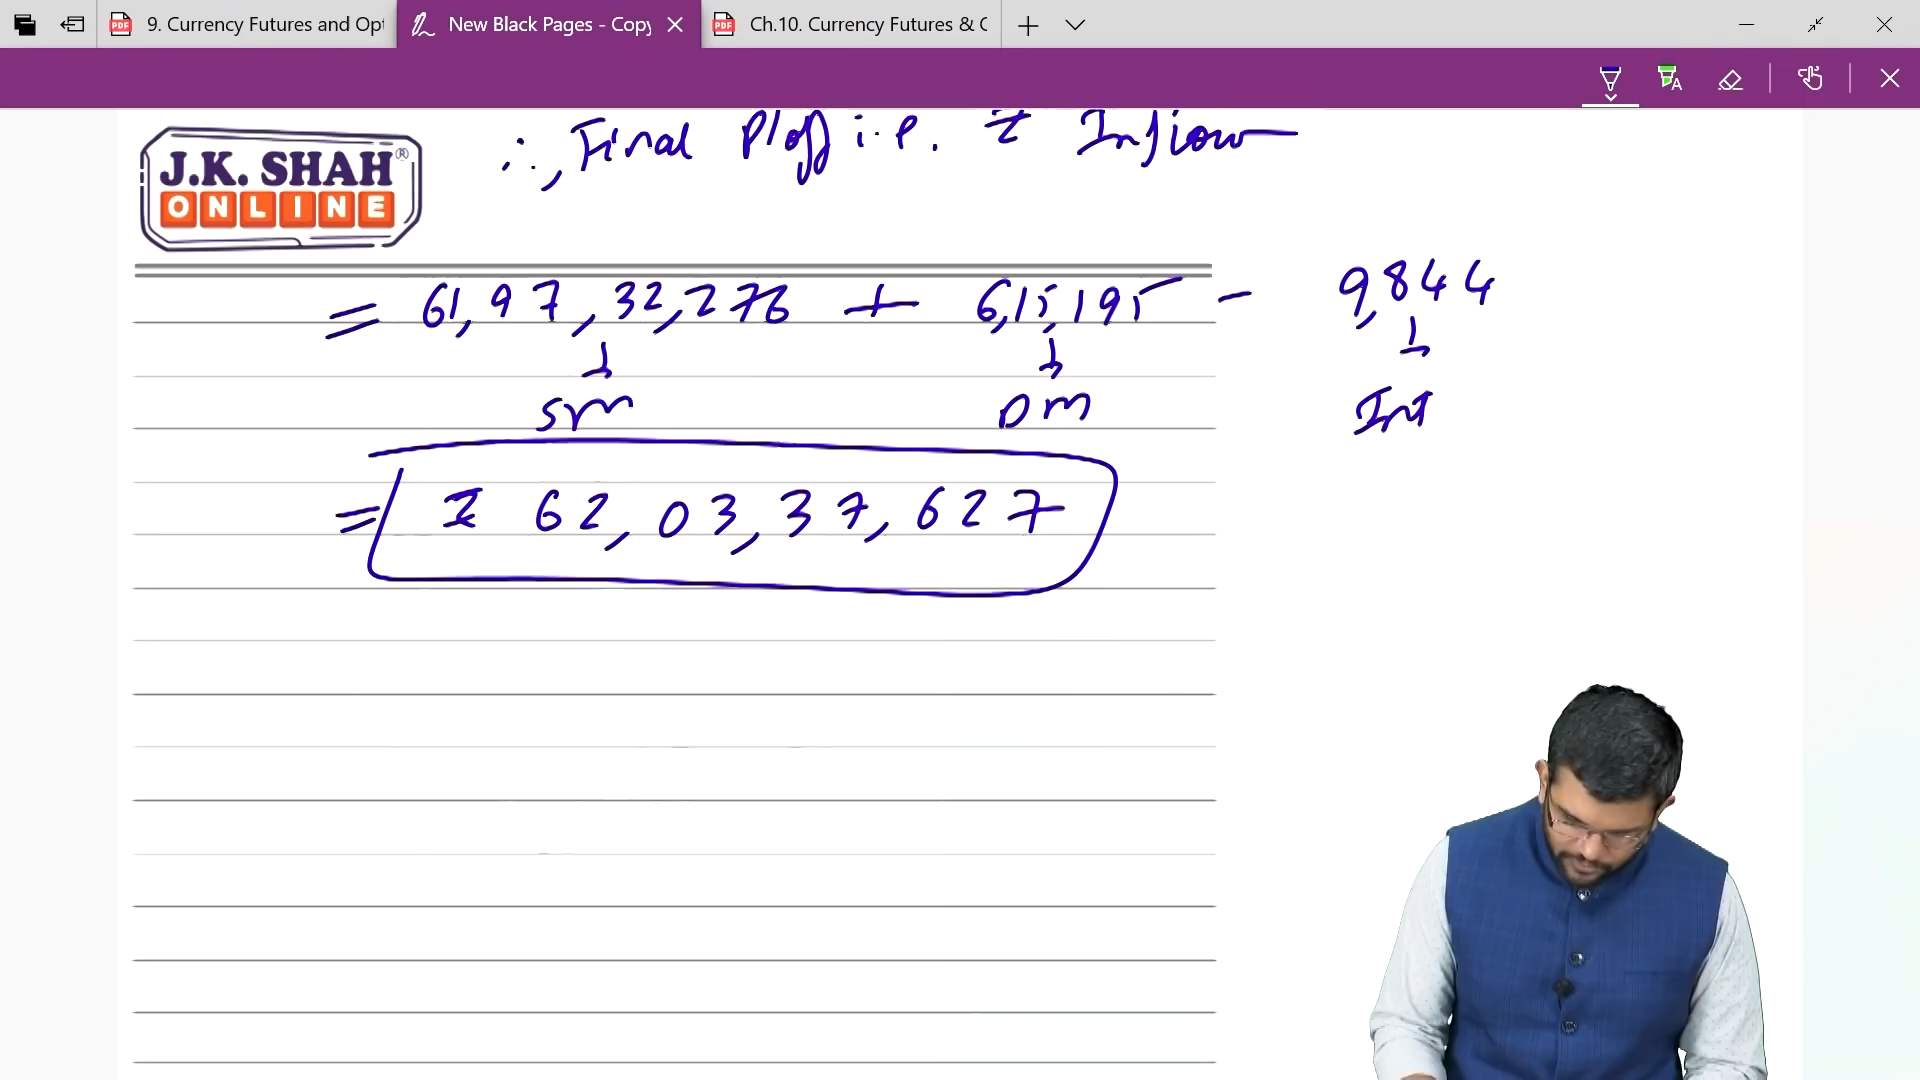 9. Currency Futures and Opt
New Black Pages - Copy
Ch.10. Currency Futures & C
∴, Final P/off i.e. ₹ Inflow
J.K. SHAH®
ONLINE
= 61,97,32,276 + 6,15,195 - 9,844
↓ ↓ ↓
SM DM Int
= ₹ 62,03,37,627